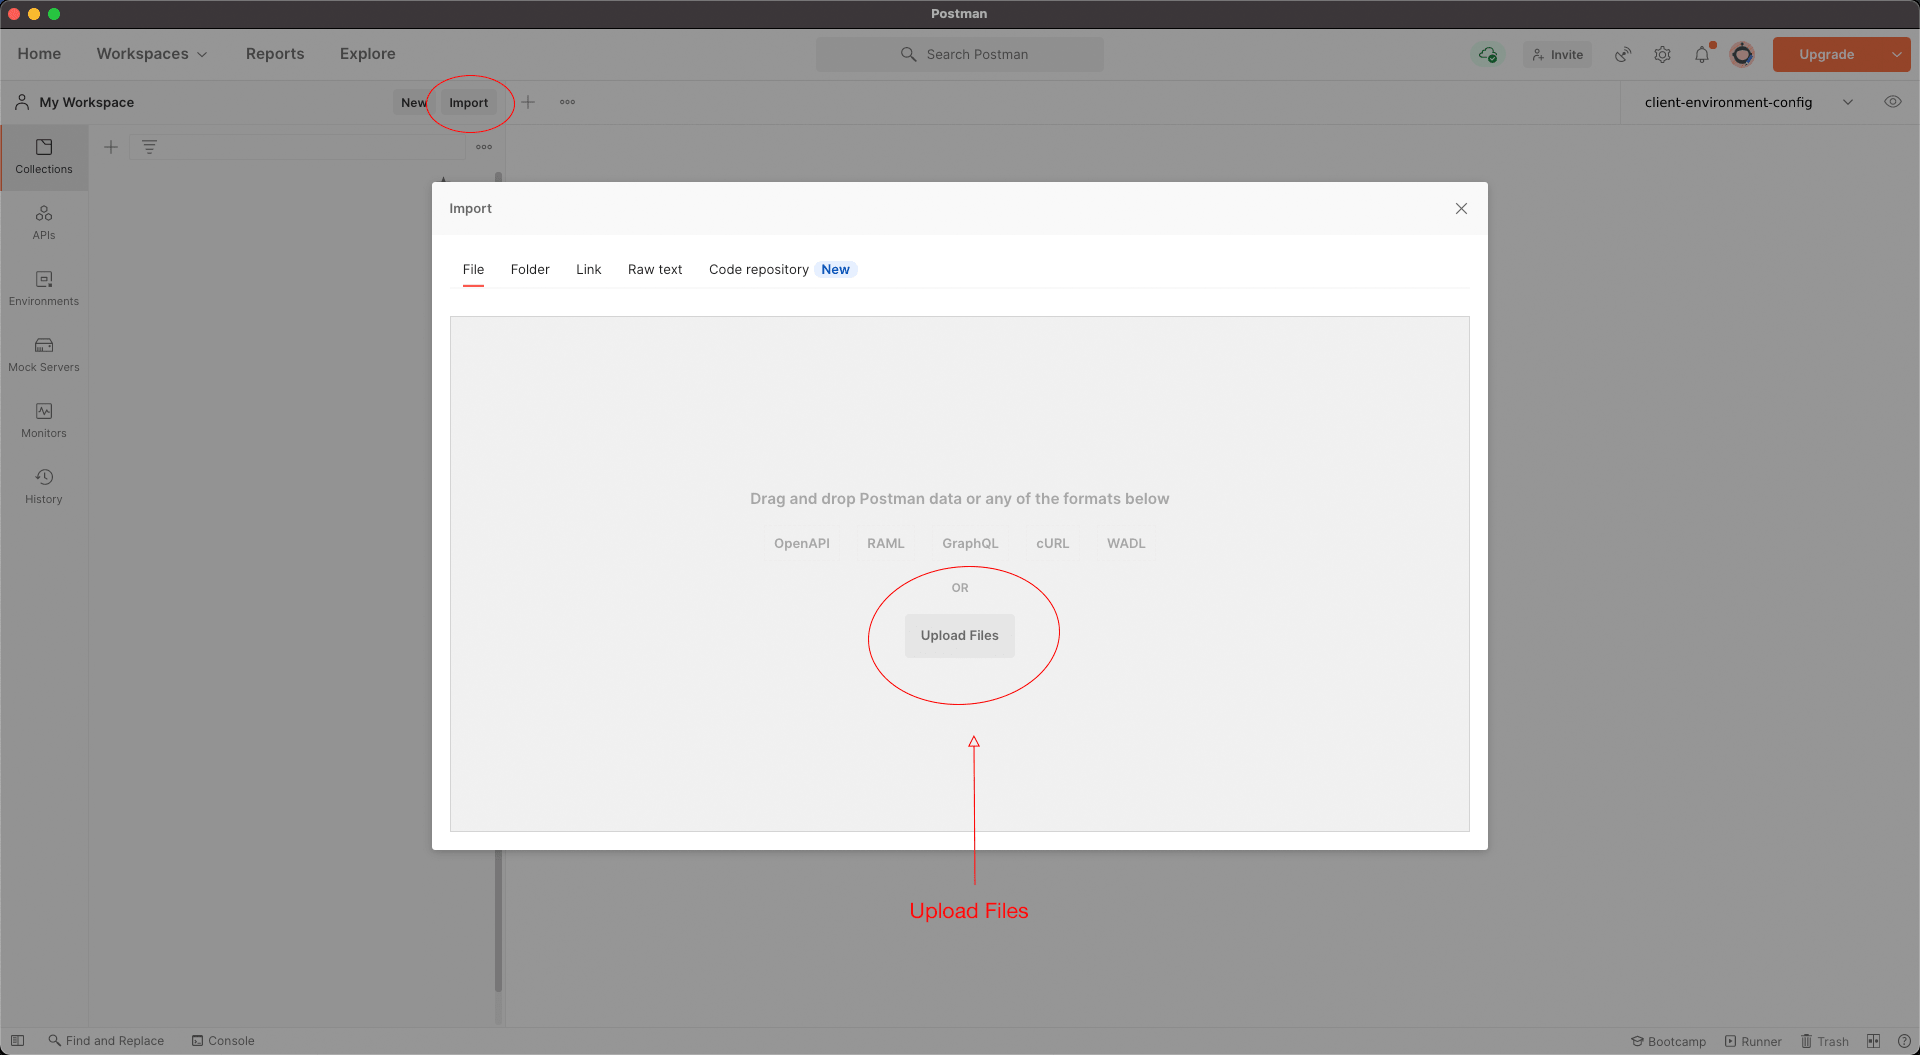 Postman
Home Workspaces Reports Explore Search Postman Invite Upgrade
My Workspace New Import client-environment-config
Collections
APIs
Environments
Mock Servers
Monitors
History
Import
File Folder Link Raw text Code repository New
Drag and drop Postman data or any of the formats below
OpenAPI RAML GraphQL cURL WADL
OR
Upload Files
Upload Files
Find and Replace Console Bootcamp Runner Trash